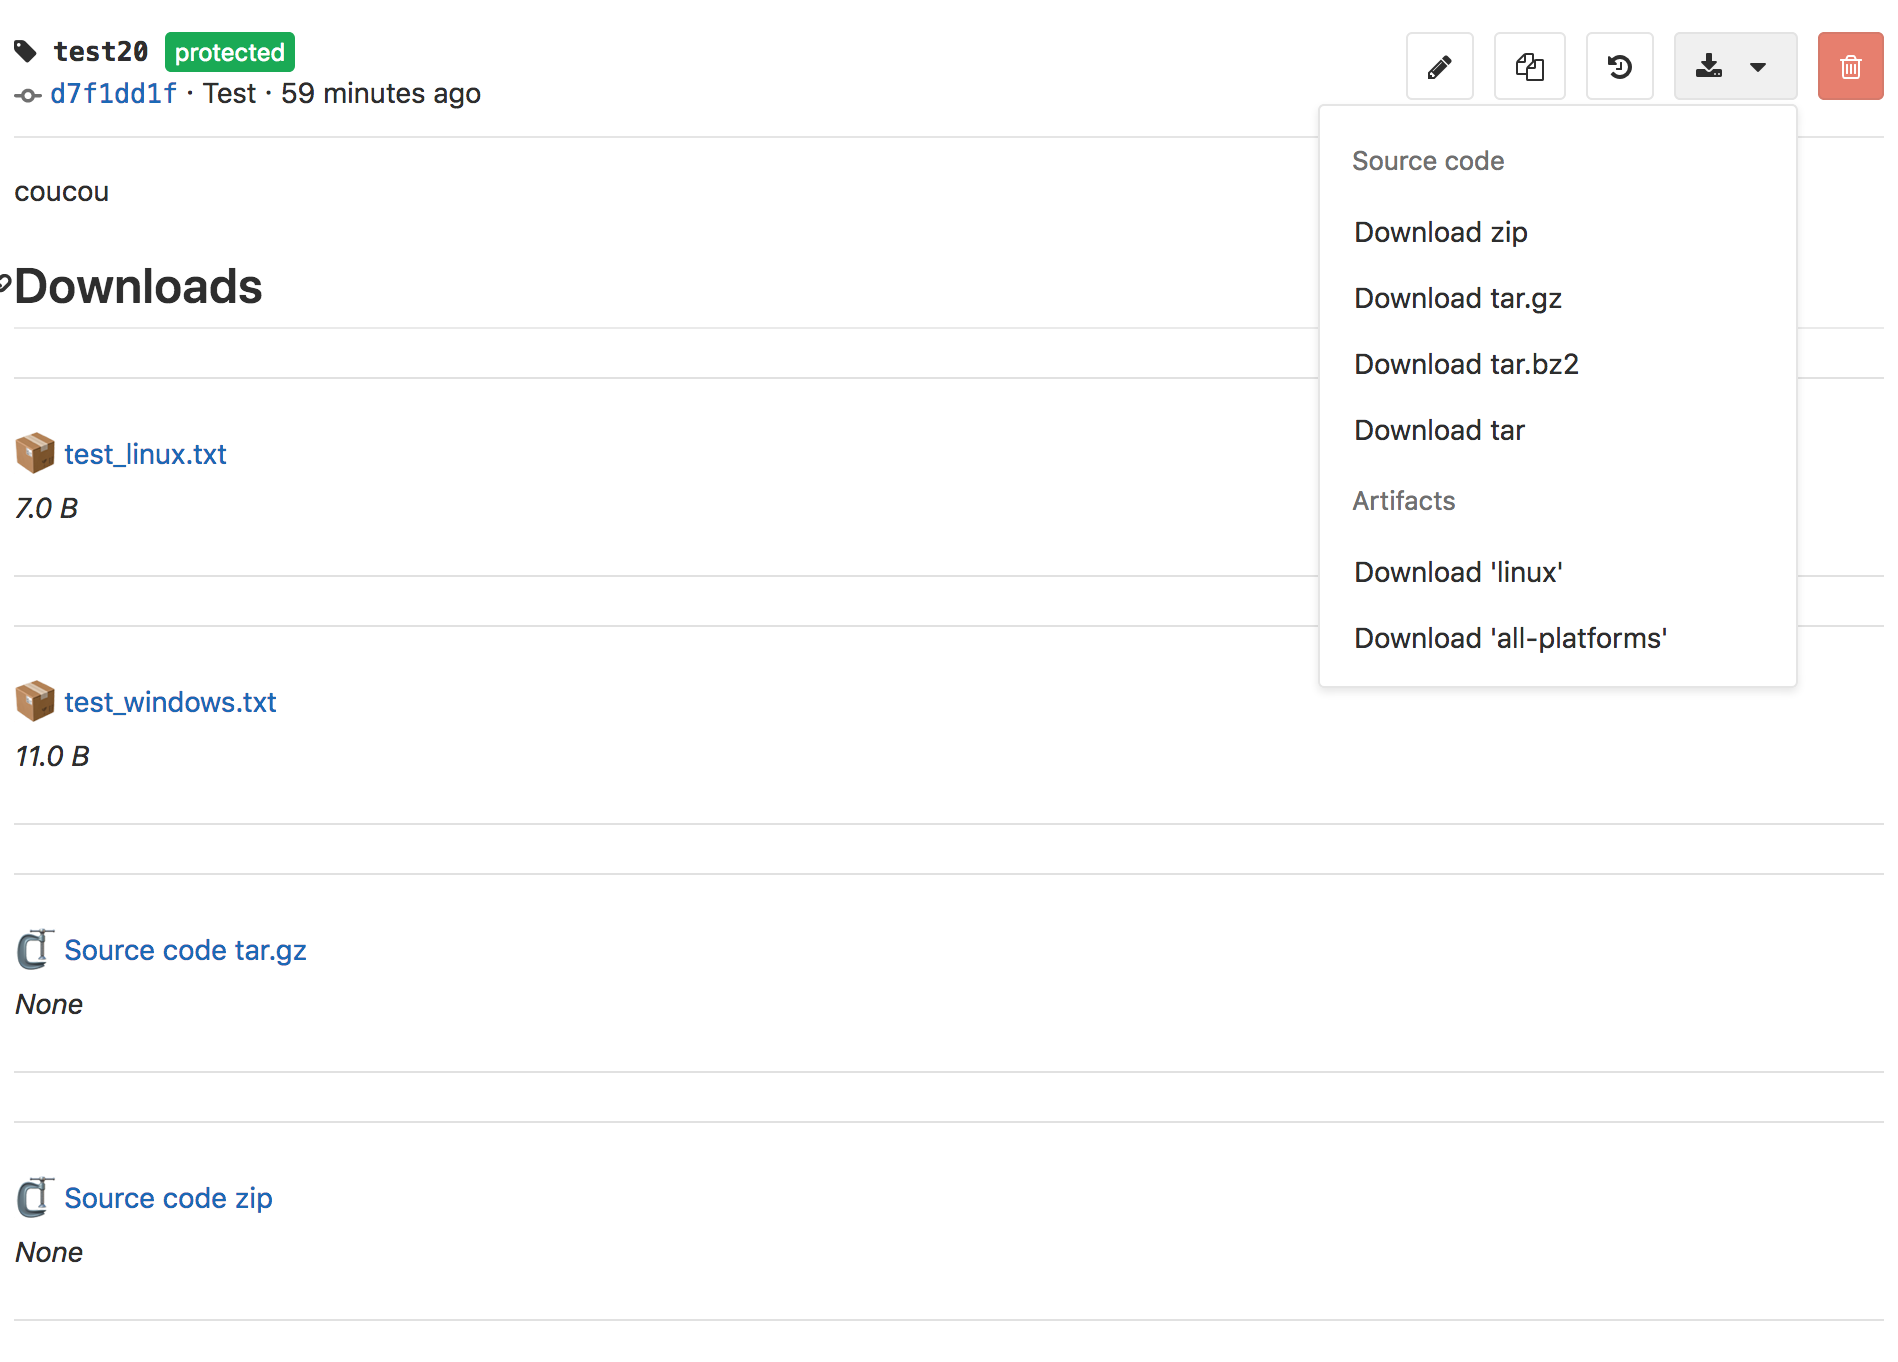 test20 protected
d7f1dd1f · Test · 59 minutes ago
coucou
Downloads
test_linux.txt
7.0 B
test_windows.txt
11.0 B
Source code tar.gz
None
Source code zip
None
Source code
Download zip
Download tar.gz
Download tar.bz2
Download tar
Artifacts
Download 'linux'
Download 'all-platforms'